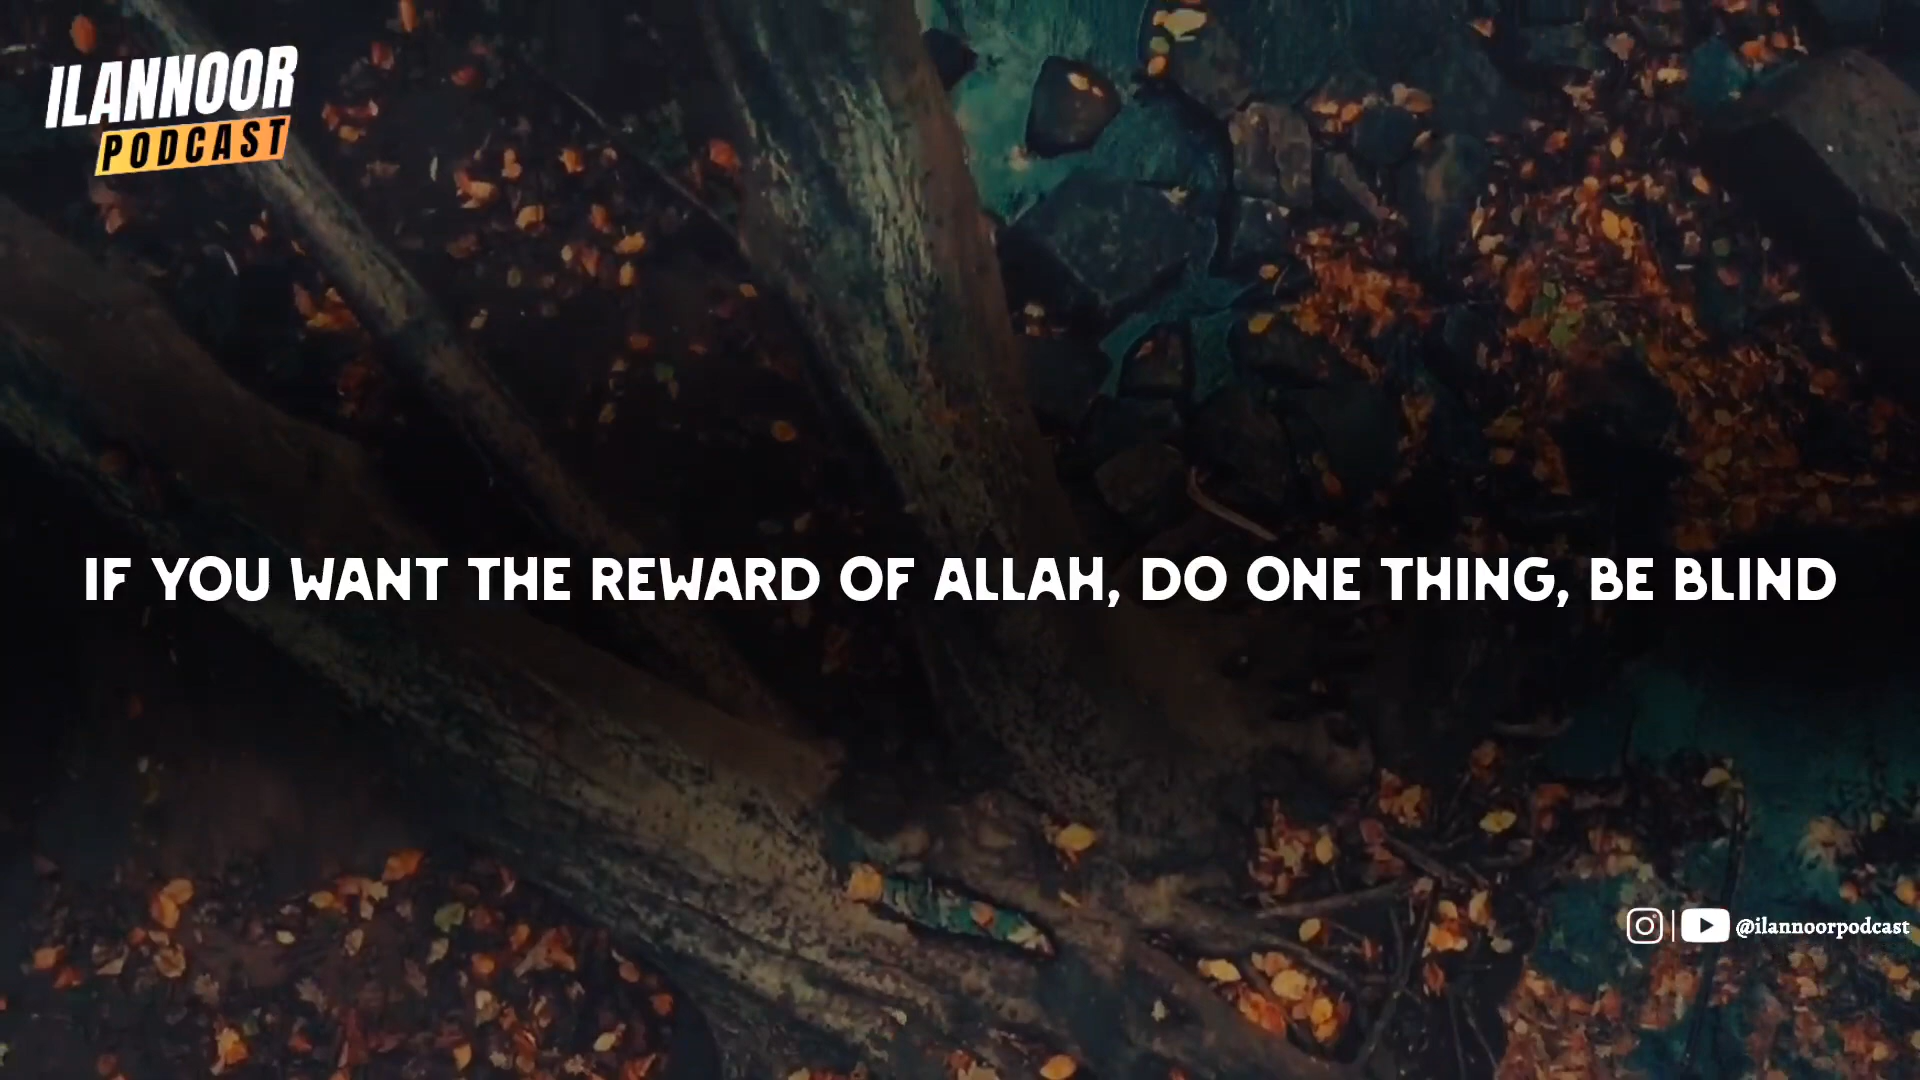 ILANNOOR
PODCAST
IF YOU WANT THE REWARD OF ALLAH, DO ONE THING, BE BLIND
@ilannoorpodcast